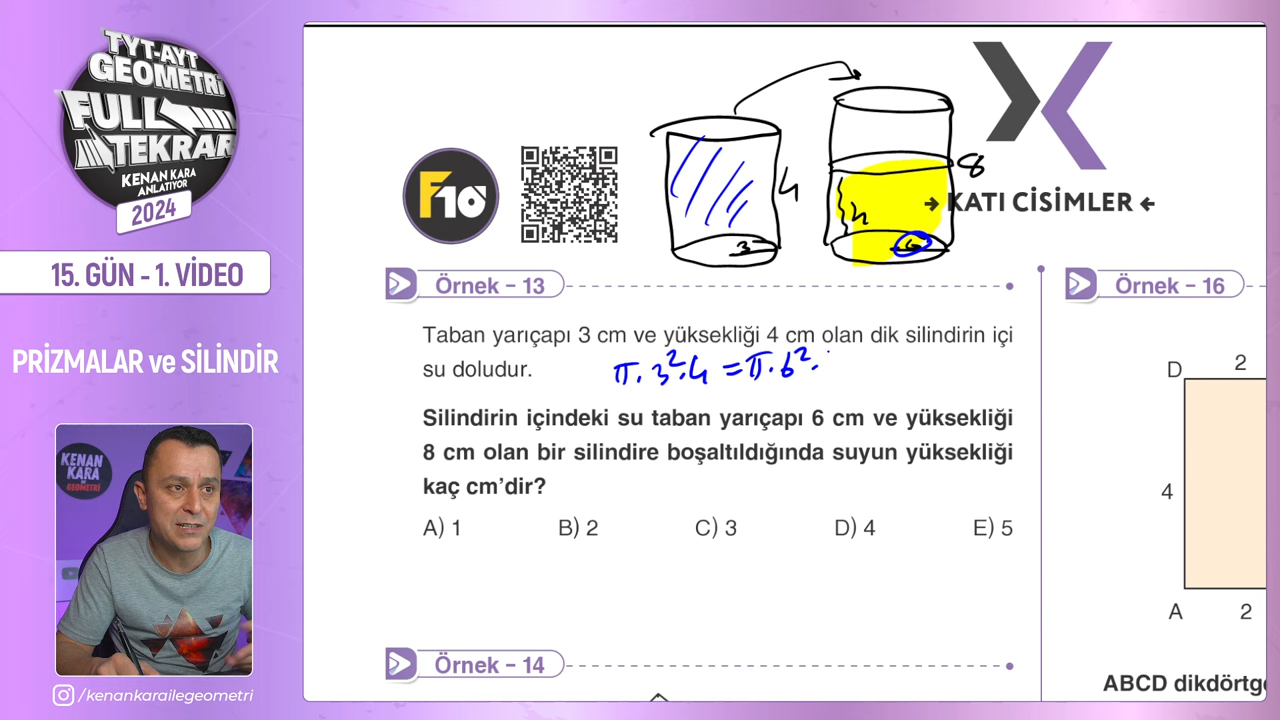 TYT-AYT
GEOMETRİ
FULL
TEKRAR
KENAN KARA
ANLATIYOR
2024
15. GÜN - 1. VİDEO
PRİZMALAR ve SİLİNDİR
KENAN
KARA
GEOMETRİ
/kenankarailegeometri
F10
4
3
8
h
6
KATI CİSİMLER
Örnek – 13
Taban yarıçapı 3 cm ve yüksekliği 4 cm olan dik silindirin içi
su doludur.
π. 3². 4 = π. 6².
Silindirin içindeki su taban yarıçapı 6 cm ve yüksekliği
8 cm olan bir silindire boşaltıldığında suyun yüksekliği
kaç cm’dir?
A) 1 B) 2 C) 3 D) 4 E) 5
Örnek – 14
Örnek – 16
D 2
4
A 2
ABCD